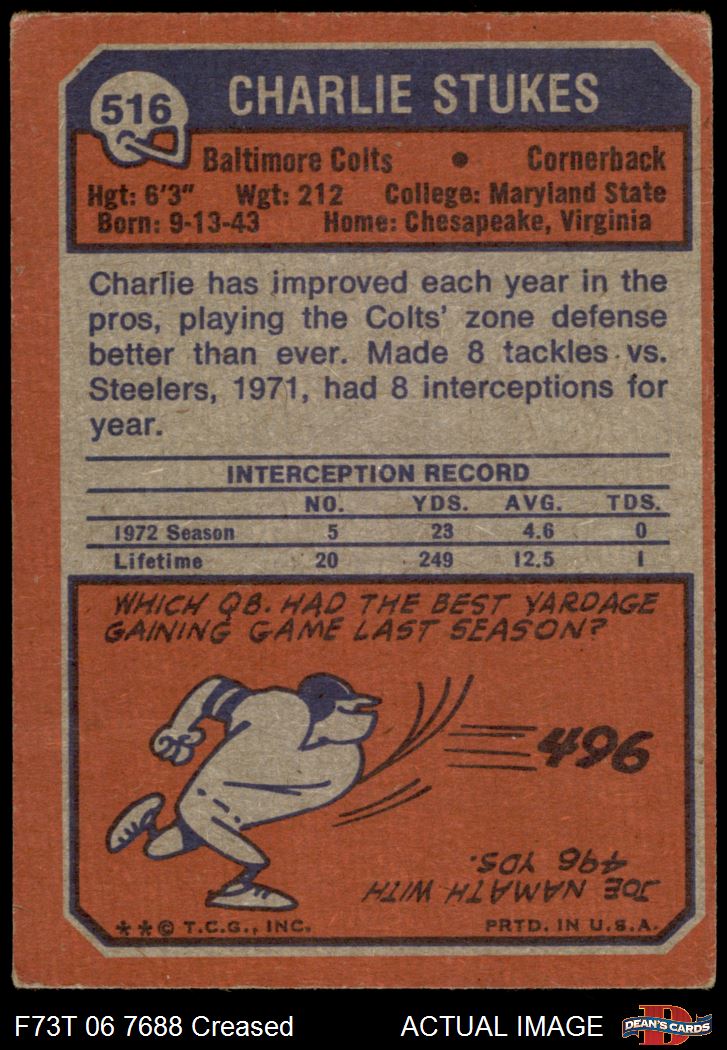 516
CHARLIE STUKES
Baltimore Colts • Cornerback
Hgt: 6'3" Wgt: 212 College: Maryland State
Born: 9-13-43 Home: Chesapeake, Virginia
Charlie has improved each year in the
pros, playing the Colts' zone defense
better than ever. Made 8 tackles vs.
Steelers, 1971, had 8 interceptions for
year.
INTERCEPTION RECORD
NO. YDS. AVG. TDS.
1972 Season 5 23 4.6 0
Lifetime 20 249 12.5 1
WHICH QB. HAD THE BEST YARDAGE
GAINING GAME LAST SEASON?
496
JOE NAMATH WITH
496 YDS.
**© T.C.G., INC. PRTD. IN U.S.A.
F73T 06 7688 Creased ACTUAL IMAGE
D
DEAN'S CARDS